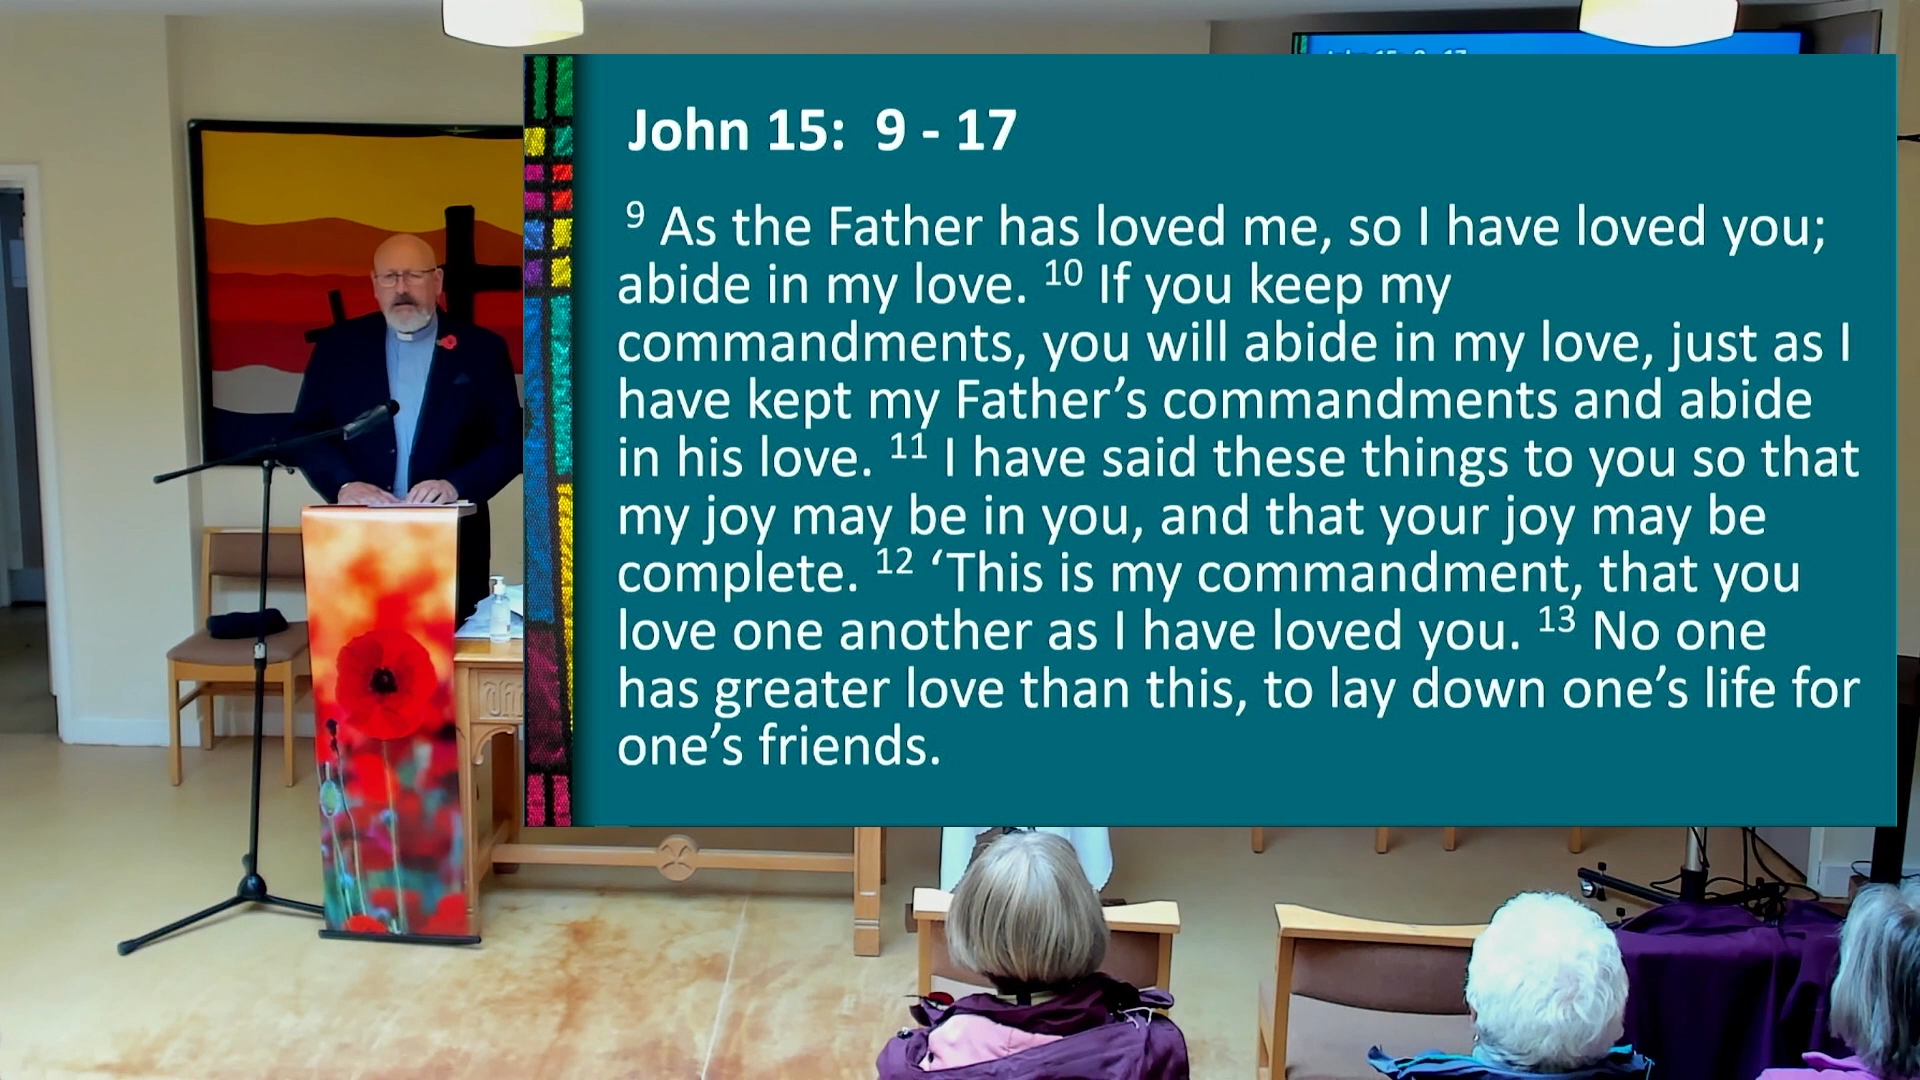 John 15:  9 - 17
⁹ As the Father has loved me, so I have loved you;
abide in my love. ¹⁰ If you keep my
commandments, you will abide in my love, just as I
have kept my Father’s commandments and abide
in his love. ¹¹ I have said these things to you so that
my joy may be in you, and that your joy may be
complete. ¹² ‘This is my commandment, that you
love one another as I have loved you. ¹³ No one
has greater love than this, to lay down one’s life for
one’s friends.